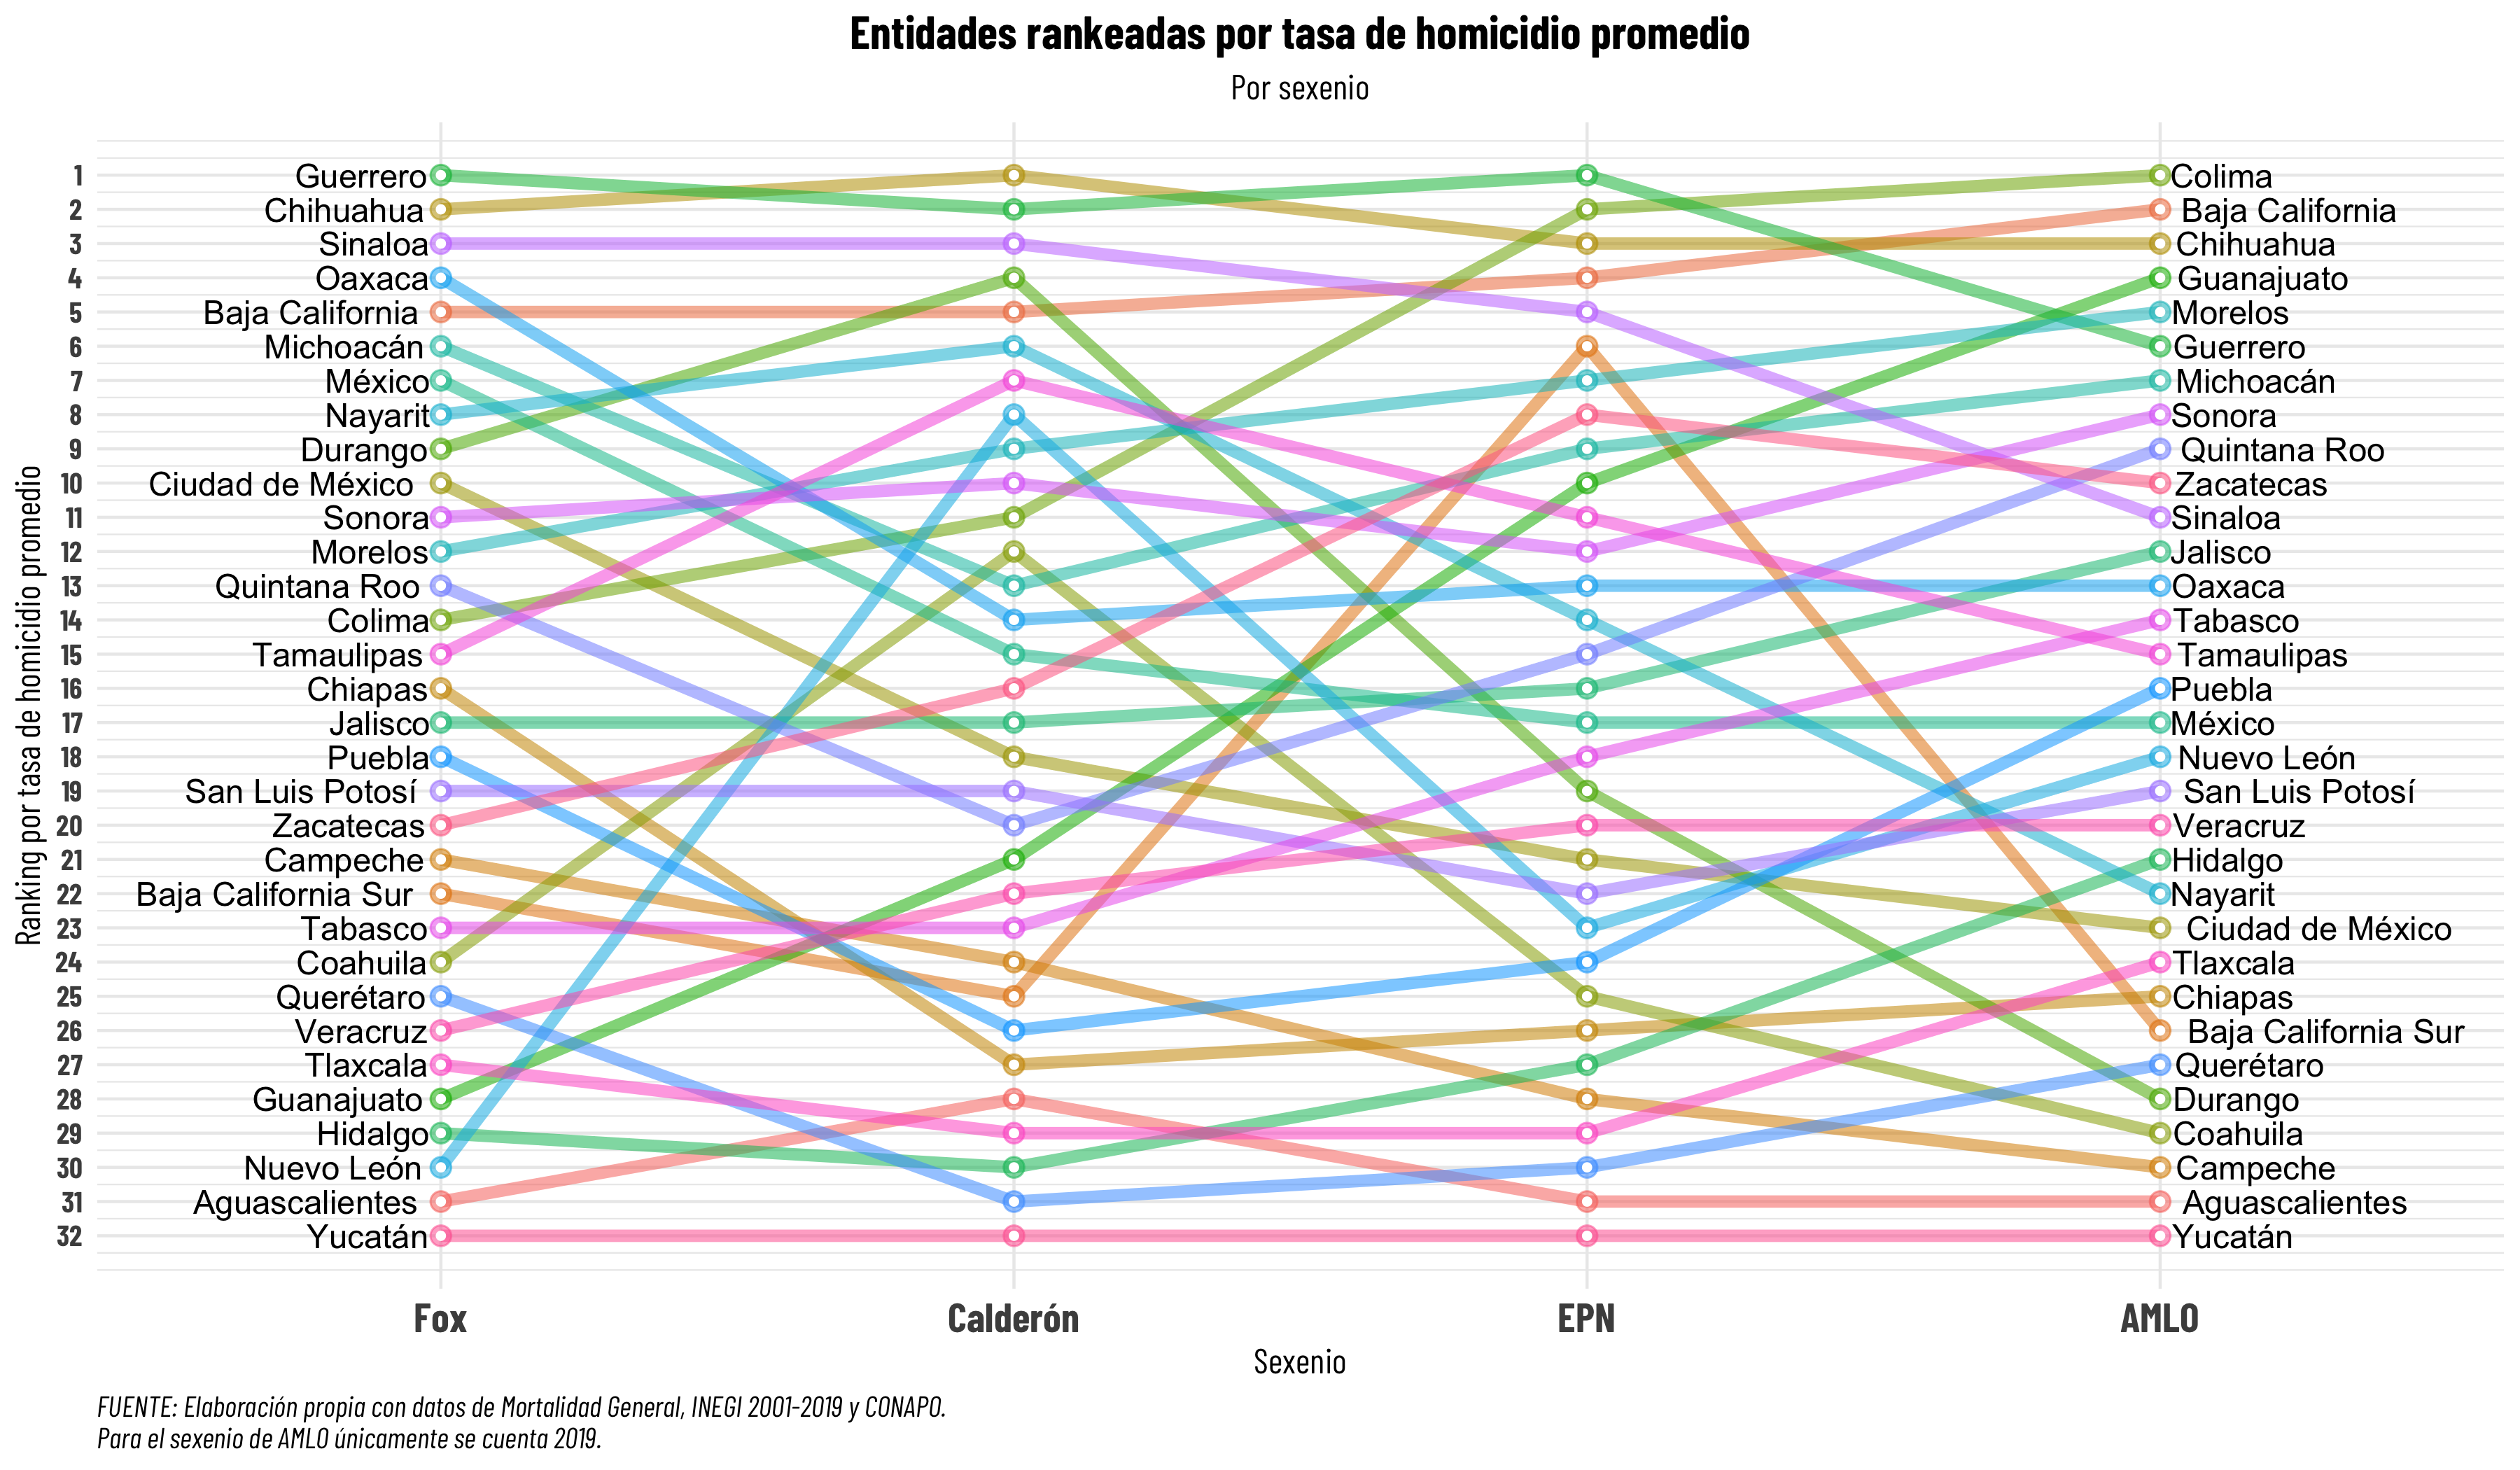 Entidades rankeadas por tasa de homicidio promedio
Por sexenio
Ranking por tasa de homicidio promedio
1 Guerrero Colima
2 Chihuahua Baja California
3 Sinaloa Chihuahua
4 Oaxaca Guanajuato
5 Baja California Morelos
6 Michoacán Guerrero
7 México Michoacán
8 Nayarit Sonora
9 Durango Quintana Roo
10 Ciudad de México Zacatecas
11 Sonora Sinaloa
12 Morelos Jalisco
13 Quintana Roo Oaxaca
14 Colima Tabasco
15 Tamaulipas Tamaulipas
16 Chiapas Puebla
17 Jalisco México
18 Puebla Nuevo León
19 San Luis Potosí San Luis Potosí
20 Zacatecas Veracruz
21 Campeche Hidalgo
22 Baja California Sur Nayarit
23 Tabasco Ciudad de México
24 Coahuila Tlaxcala
25 Querétaro Chiapas
26 Veracruz Baja California Sur
27 Tlaxcala Querétaro
28 Guanajuato Durango
29 Hidalgo Coahuila
30 Nuevo León Campeche
31 Aguascalientes Aguascalientes
32 Yucatán Yucatán
Fox Calderón EPN AMLO
Sexenio
FUENTE: Elaboración propia con datos de Mortalidad General, INEGI 2001-2019 y CONAPO.
Para el sexenio de AMLO únicamente se cuenta 2019.